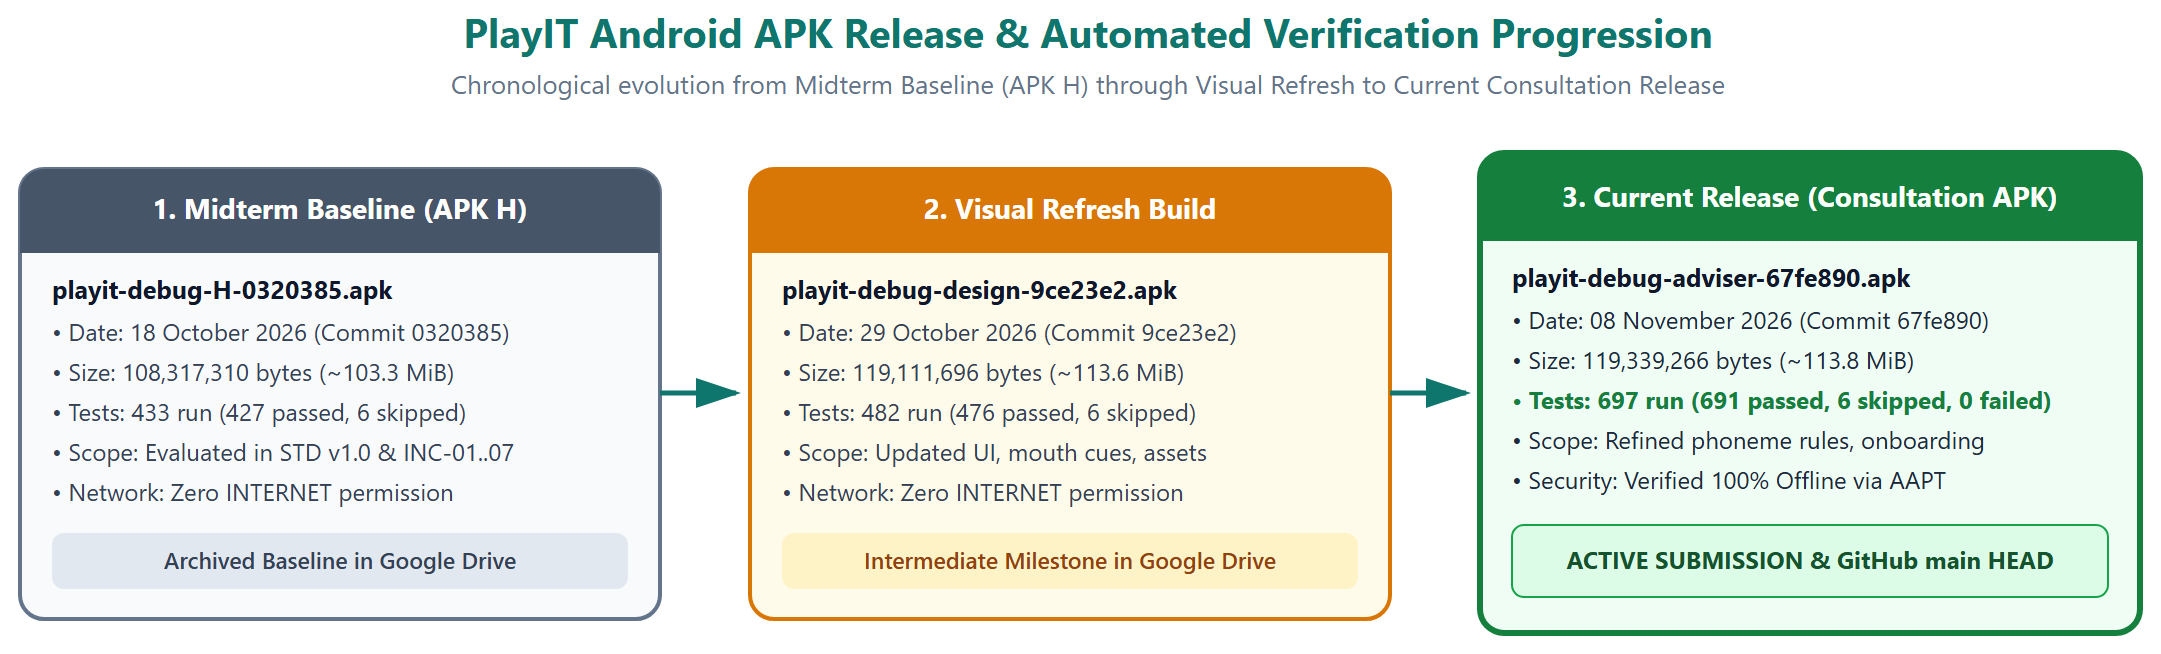 PlayIT Android APK Release & Automated Verification Progression
Chronological evolution from Midterm Baseline (APK H) through Visual Refresh to Current Consultation Release
1. Midterm Baseline (APK H)
playit-debug-H-0320385.apk
• Date: 18 October 2026 (Commit 0320385)
• Size: 108,317,310 bytes (~103.3 MiB)
• Tests: 433 run (427 passed, 6 skipped)
• Scope: Evaluated in STD v1.0 & INC-01..07
• Network: Zero INTERNET permission
Archived Baseline in Google Drive
2. Visual Refresh Build
playit-debug-design-9ce23e2.apk
• Date: 29 October 2026 (Commit 9ce23e2)
• Size: 119,111,696 bytes (~113.6 MiB)
• Tests: 482 run (476 passed, 6 skipped)
• Scope: Updated UI, mouth cues, assets
• Network: Zero INTERNET permission
Intermediate Milestone in Google Drive
3. Current Release (Consultation APK)
playit-debug-adviser-67fe890.apk
• Date: 08 November 2026 (Commit 67fe890)
• Size: 119,339,266 bytes (~113.8 MiB)
• Tests: 697 run (691 passed, 6 skipped, 0 failed)
• Scope: Refined phoneme rules, onboarding
• Security: Verified 100% Offline via AAPT
ACTIVE SUBMISSION & GitHub main HEAD